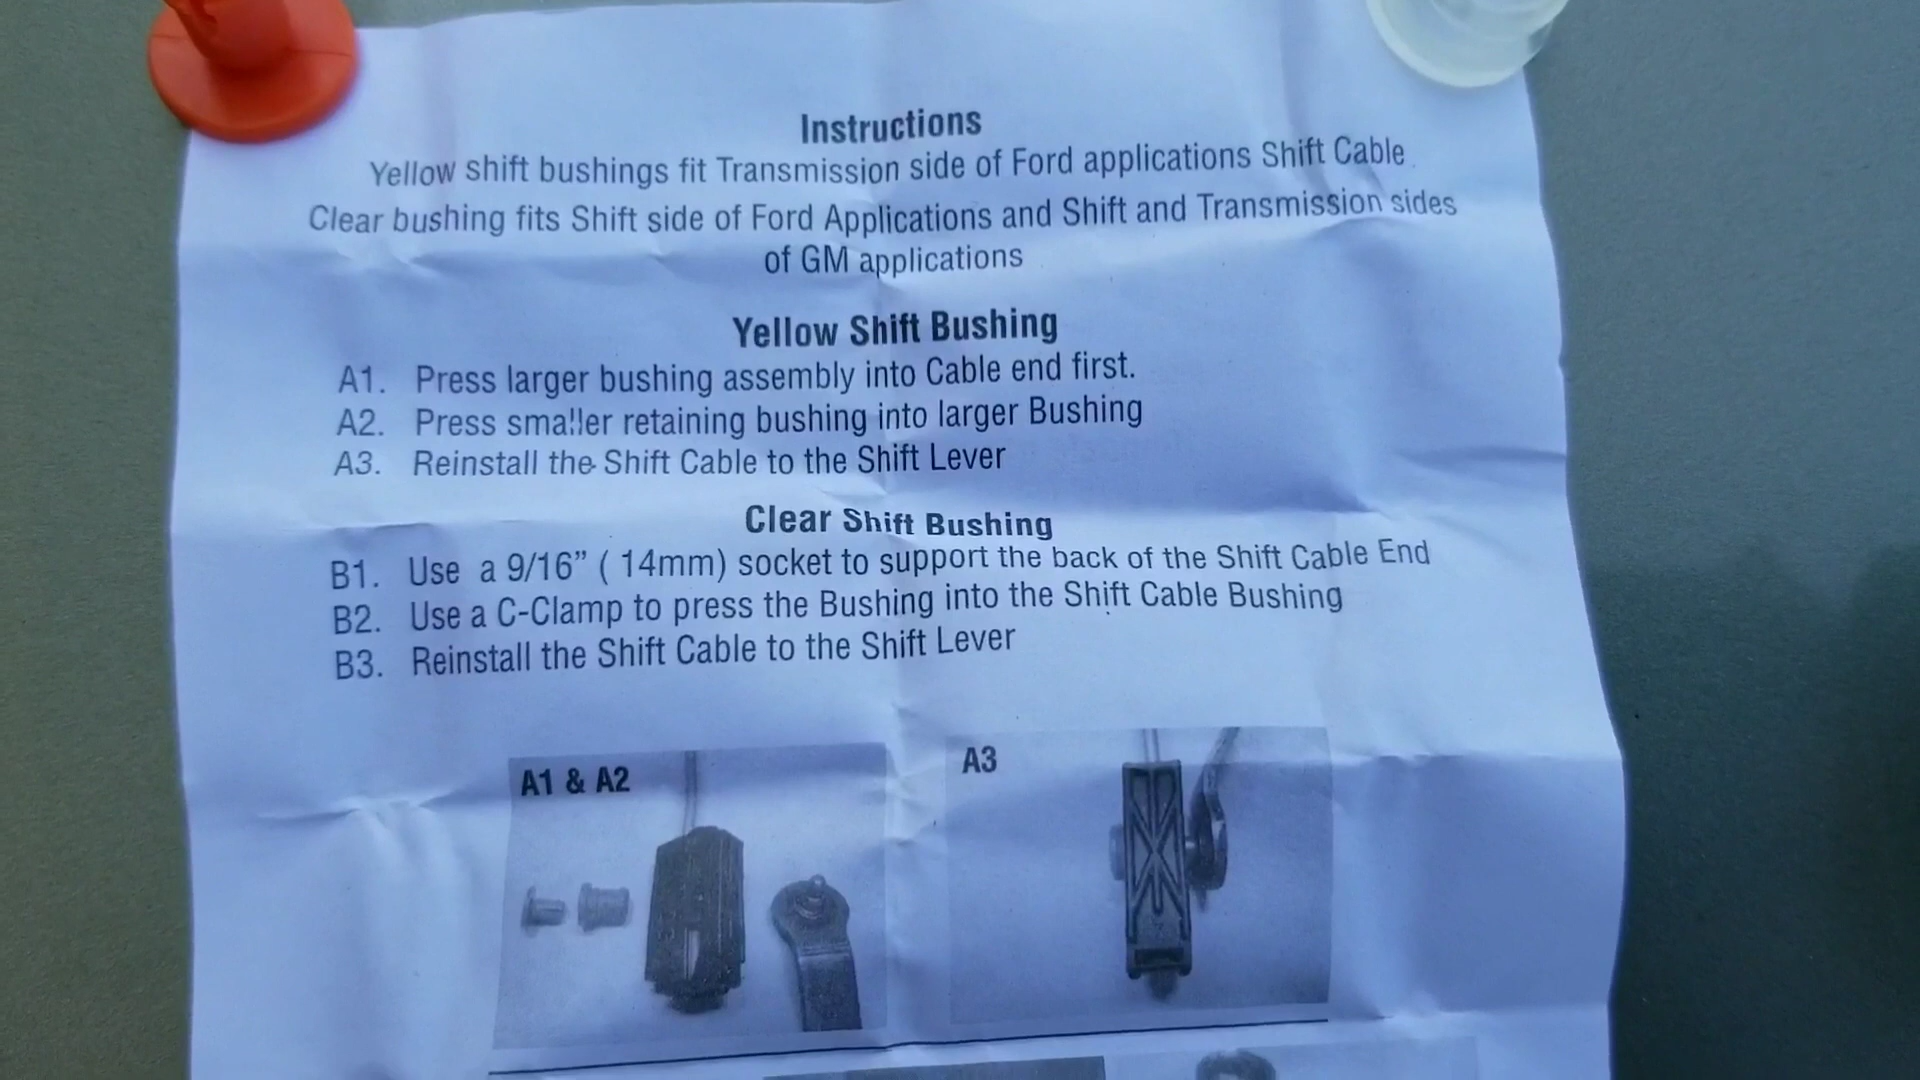 Instructions
Yellow shift bushings fit Transmission side of Ford applications Shift Cable
Clear bushing fits Shift side of Ford Applications and Shift and Transmission sides
of GM applications
Yellow Shift Bushing
A1. Press larger bushing assembly into Cable end first.
A2. Press smaller retaining bushing into larger Bushing
A3. Reinstall the Shift Cable to the Shift Lever
Clear Shift Bushing
B1. Use a 9/16” ( 14mm) socket to support the back of the Shift Cable End
B2. Use a C-Clamp to press the Bushing into the Shift Cable Bushing
B3. Reinstall the Shift Cable to the Shift Lever
A1 & A2
A3